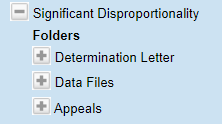 Significant Disproportionality
Folders
Determination Letter
Data Files
Appeals